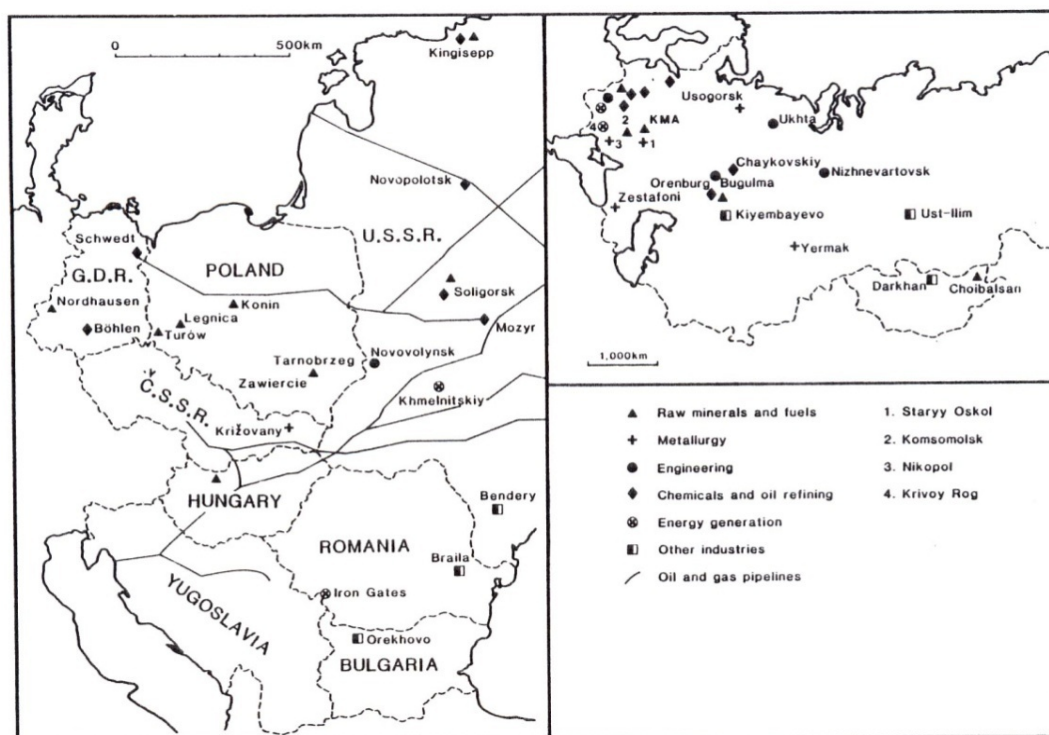 0 500km
Kingisepp
Novopolotsk
U.S.S.R.
Schwedt
POLAND
G.D.R.
Nordhausen
Konin
Soligorsk
Legnica
Böhlen
Turów
Mozyr
Tarnobrzeg
Novovolynsk
Zawiercie
Č.S.S.R.
Khmelnitskiy
Križovany
HUNGARY
Bendery
ROMANIA
Braila
YUGOSLAVIA
Iron Gates
Orekhovo
BULGARIA
Usogorsk
2
KMA
Ukhta
4
3
1
Chaykovskiy
Orenburg
Bugulma
Nizhnevartovsk
Zestafoni
Kiyembayevo
Ust-Ilim
Yermak
Darkhan
Choibalsan
1,000km
Raw minerals and fuels
Metallurgy
Engineering
Chemicals and oil refining
Energy generation
Other industries
Oil and gas pipelines
1. Staryy Oskol
2. Komsomolsk
3. Nikopol
4. Krivoy Rog